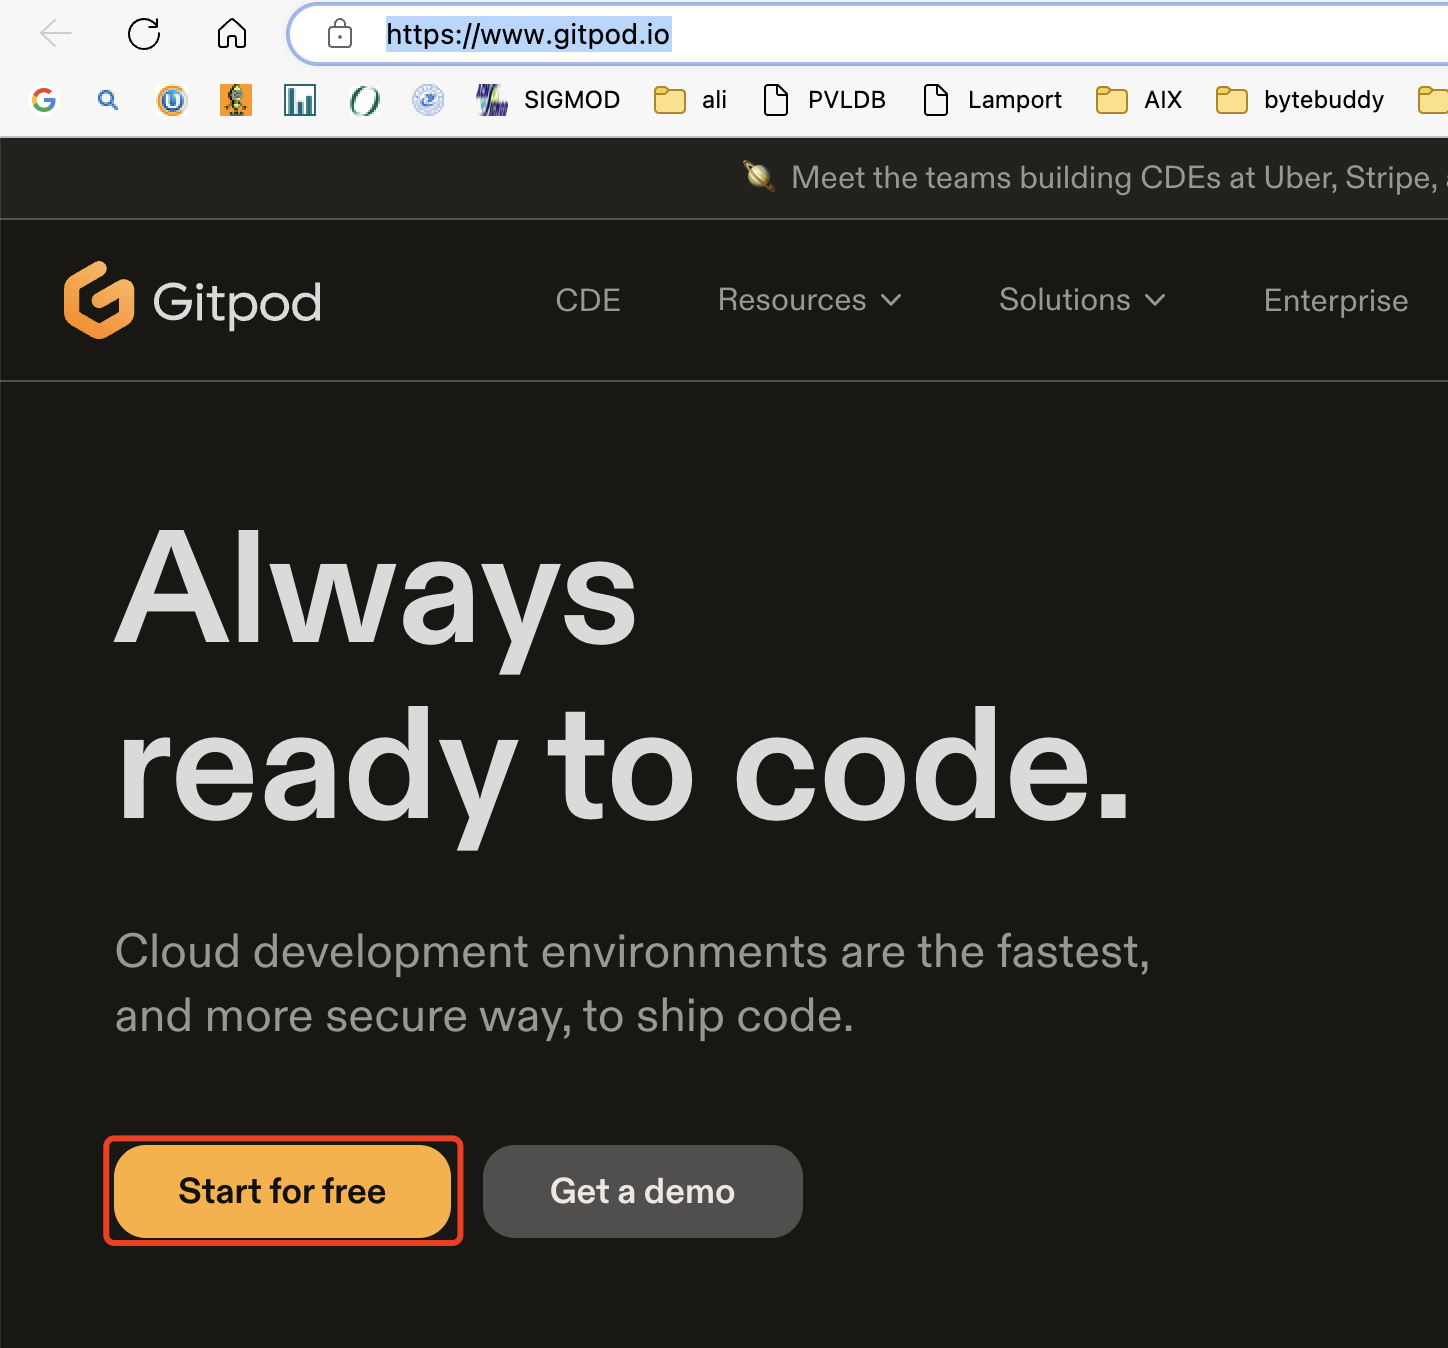 https://www.gitpod.io
SIGMOD ali PVLDB Lamport AIX bytebuddy
Meet the teams building CDEs at Uber, Stripe,
Gitpod CDE Resources Solutions Enterprise
Always
ready to code.
Cloud development environments are the fastest,
and more secure way, to ship code.
Start for free Get a demo